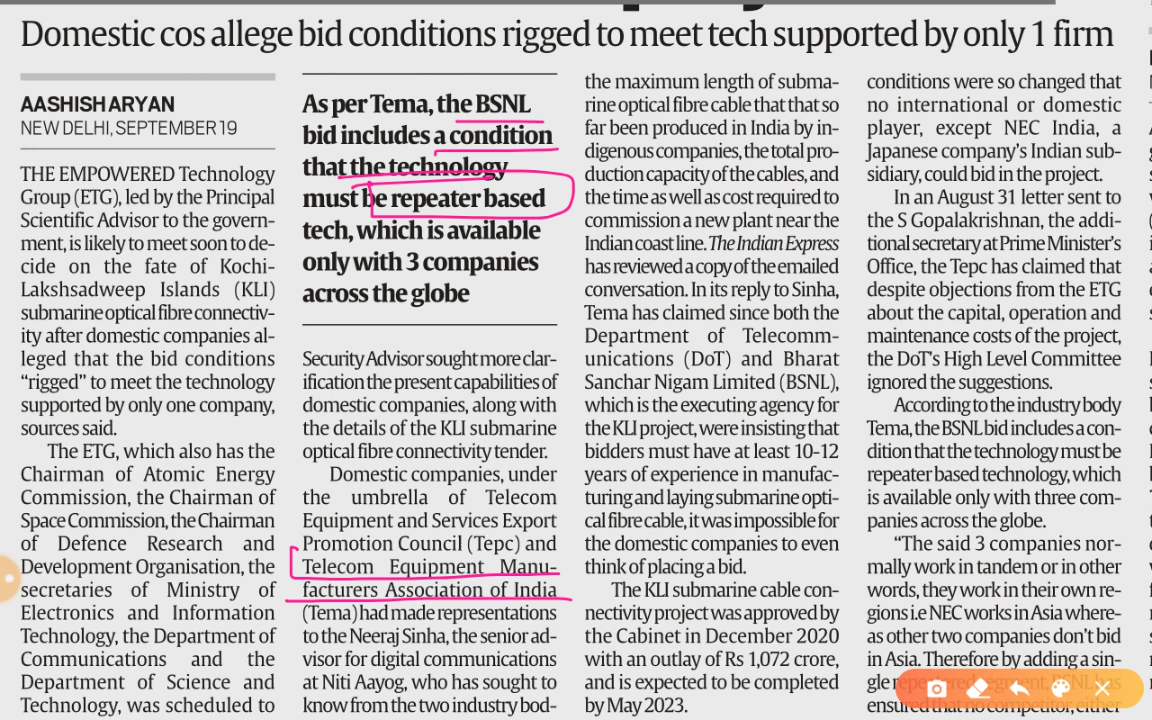 Domestic cos allege bid conditions rigged to meet tech supported by only 1 firm
AASHISH ARYAN
NEW DELHI, SEPTEMBER 19
THE EMPOWERED Technology
Group (ETG), led by the Principal
Scientific Advisor to the govern-
ment, is likely to meet soon to de-
cide on the fate of Kochi-
Lakshsadweep Islands (KLI)
submarine optical fibre connectiv-
ity after domestic companies al-
leged that the bid conditions
“rigged” to meet the technology
supported by only one company,
sources said.
The ETG, which also has the
Chairman of Atomic Energy
Commission, the Chairman of
Space Commission, the Chairman
of Defence Research and
Development Organisation, the
secretaries of Ministry of
Electronics and Information
Technology, the Department of
Communications and the
Department of Science and
Technology, was scheduled to
As per Tema, the BSNL
bid includes a condition
that the technology
must be repeater based
tech, which is available
only with 3 companies
across the globe
Security Advisor sought more clar-
ification the present capabilities of
domestic companies, along with
the details of the KLI submarine
optical fibre connectivity tender.
Domestic companies, under
the umbrella of Telecom
Equipment and Services Export
Promotion Council (Tepc) and
Telecom Equipment Manu-
facturers Association of India
(Tema) had made representations
to the Neeraj Sinha, the senior ad-
visor for digital communications
at Niti Aayog, who has sought to
know from the two industry bod-
the maximum length of subma-
rine optical fibre cable that that so
far been produced in India by in-
digenous companies, the total pro-
duction capacity of the cables, and
the time as well as cost required to
commission a new plant near the
Indian coast line. The Indian Express
has reviewed a copy of the emailed
conversation. In its reply to Sinha,
Tema has claimed since both the
Department of Telecomm-
unications (DoT) and Bharat
Sanchar Nigam Limited (BSNL),
which is the executing agency for
the KLI project, were insisting that
bidders must have at least 10-12
years of experience in manufac-
turing and laying submarine opti-
cal fibre cable, it was impossible for
the domestic companies to even
think of placing a bid.
The KLI submarine cable con-
nectivity project was approved by
the Cabinet in December 2020
with an outlay of Rs 1,072 crore,
and is expected to be completed
by May 2023.
conditions were so changed that
no international or domestic
player, except NEC India, a
Japanese company's Indian sub-
sidiary, could bid in the project.
In an August 31 letter sent to
the S Gopalakrishnan, the addi-
tional secretary at Prime Minister's
Office, the Tepc has claimed that
despite objections from the ETG
about the capital, operation and
maintenance costs of the project,
the DoT's High Level Committee
ignored the suggestions.
According to the industry body
Tema, the BSNL bid includes a con-
dition that the technology must be
repeater based technology, which
is available only with three com-
panies across the globe.
“The said 3 companies nor-
mally work in tandem or in other
words, they work in their own re-
gions i.e NEC works in Asia where-
as other two companies don't bid
in Asia. Therefore by adding a sin-
gle segment, BSNL has
ensured that no competitor, either